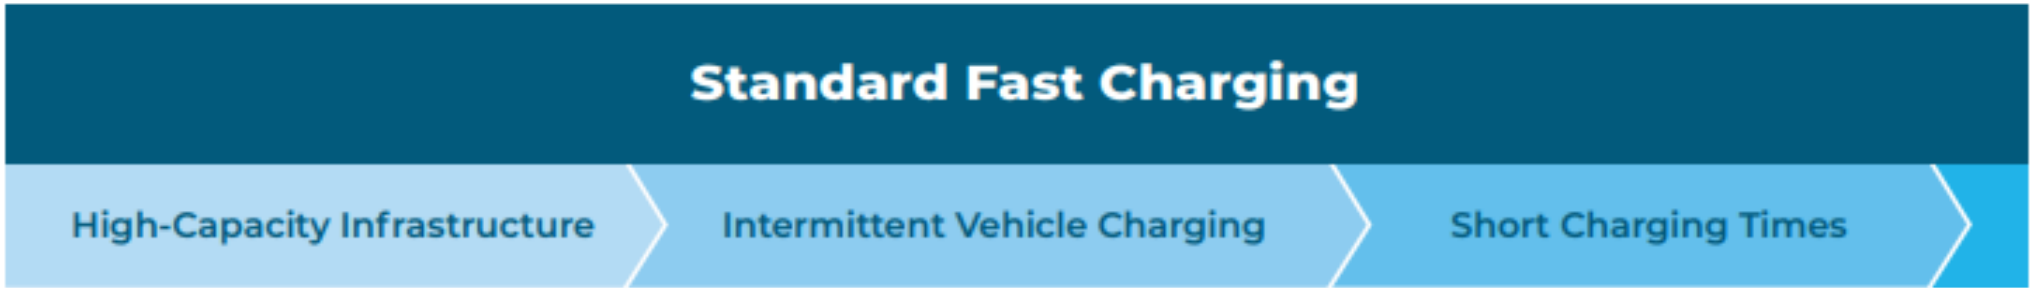 Standard Fast Charging
High-Capacity Infrastructure
Intermittent Vehicle Charging
Short Charging Times